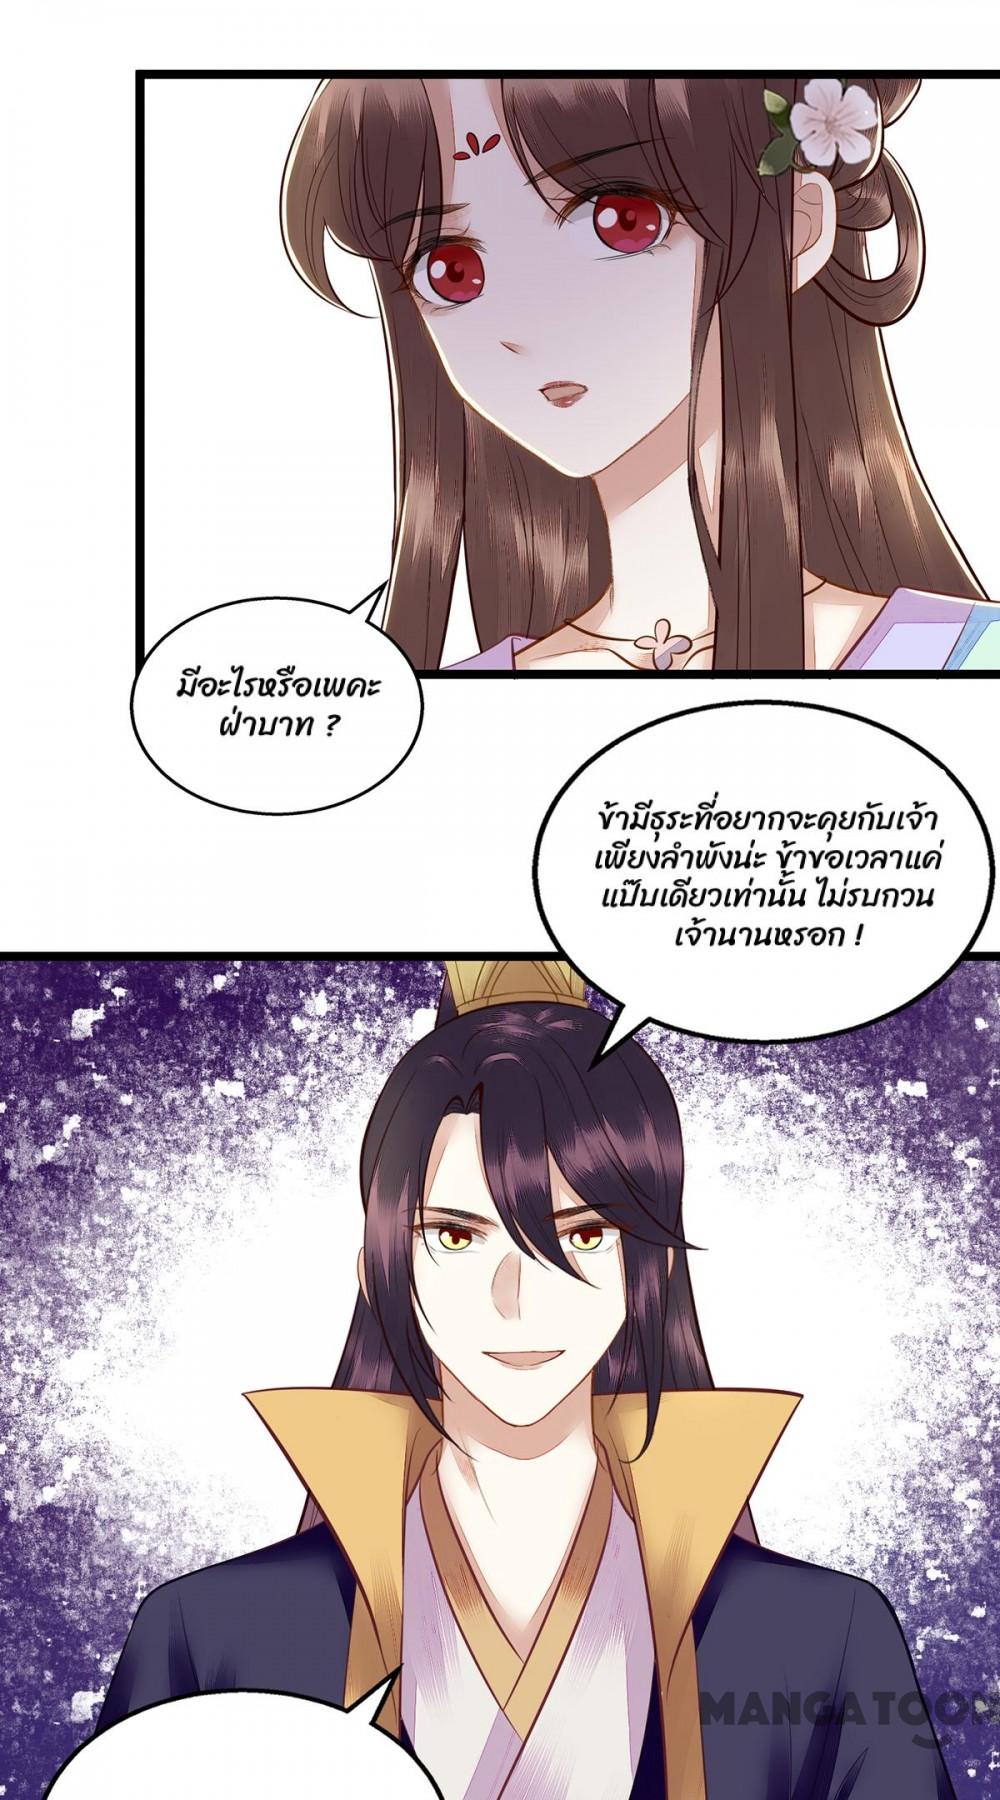 มีอะไรหรือเพคะ
ฝ่าบาท ?
ข้ามีธุระที่อยากจะคุยกับเจ้า
เพียงลำพังน่ะ ข้าขอเวลาแค่
แป๊บเดียวเท่านั้น ไม่รบกวน
เจ้านานหรอก !
MANGATOON